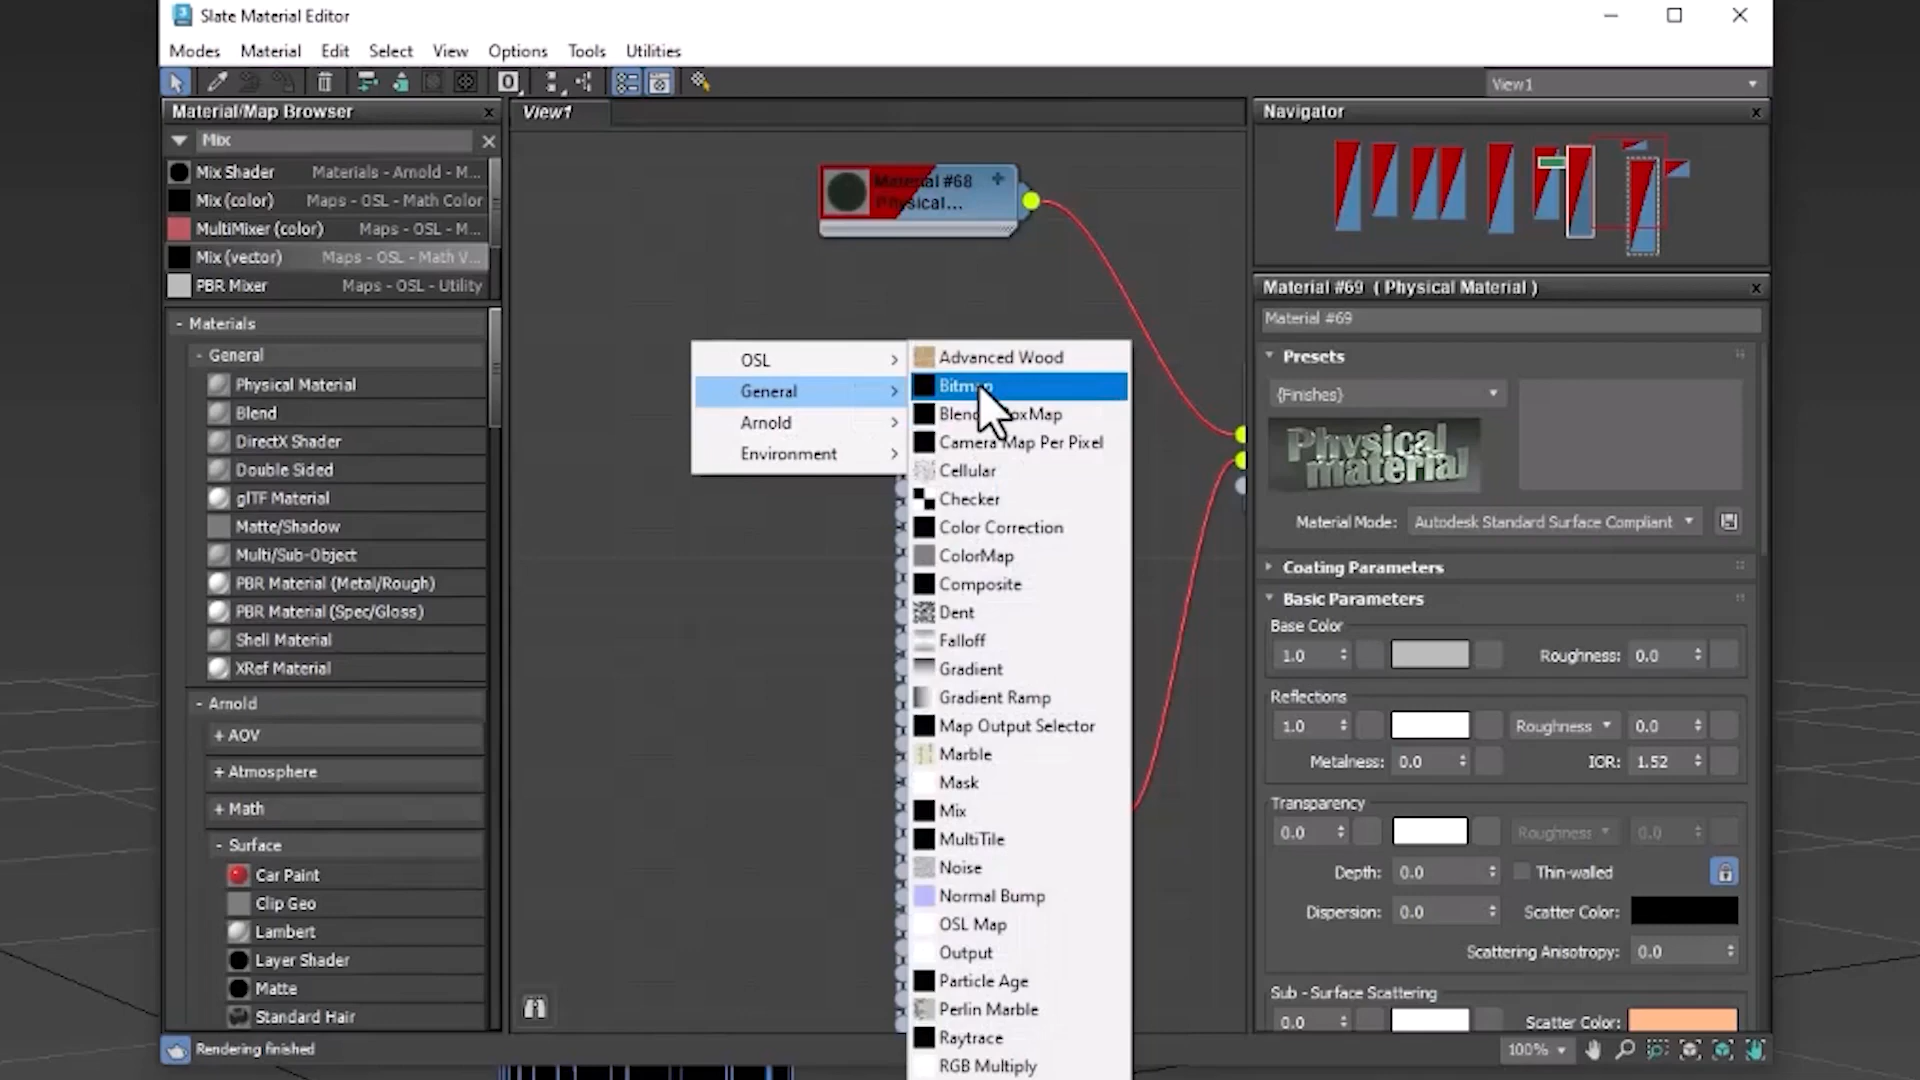 Slate Material Editor
Modes Material Edit Select View Options Tools Utilities
View1
Material/Map Browser
Mix
Mix Shader Materials - Arnold - M...
Mix (color) Maps - OSL - Math Color
MultiMixer (color) Maps - OSL - M...
Mix (vector) Maps - OSL - Math V...
PBR Mixer Maps - OSL - Utility
- Materials
- General
Physical Material
Blend
DirectX Shader
Double Sided
glTF Material
Matte/Shadow
Multi/Sub-Object
PBR Material (Metal/Rough)
PBR Material (Spec/Gloss)
Shell Material
XRef Material
- Arnold
+ AOV
+ Atmosphere
+ Math
- Surface
Car Paint
Clip Geo
Lambert
Layer Shader
Matte
Standard Hair
Rendering finished
View1
Material #68
Physical...
OSL
General
Arnold
Environment
Advanced Wood
Bitmap
Camera Map Per Pixel
Cellular
Checker
Color Correction
ColorMap
Composite
Dent
Falloff
Gradient
Gradient Ramp
Map Output Selector
Marble
Mask
Mix
MultiTile
Noise
Normal Bump
OSL Map
Output
Particle Age
Perlin Marble
Raytrace
RGB Multiply
Navigator
Material #69 ( Physical Material )
Material #69
Presets
(Finishes)
Physical material
Material Mode: Autodesk Standard Surface Compliant
Coating Parameters
Basic Parameters
Base Color
1.0 Roughness: 0.0
Reflections
1.0 Roughness 0.0
Metalness: 0.0 IOR: 1.52
Transparency
0.0 Roughness 0.0
Depth: 0.0 Thin-walled
Dispersion: 0.0 Scatter Color:
Scattering Anisotropy: 0.0
Sub - Surface Scattering
0.0 Scatter Color:
100%